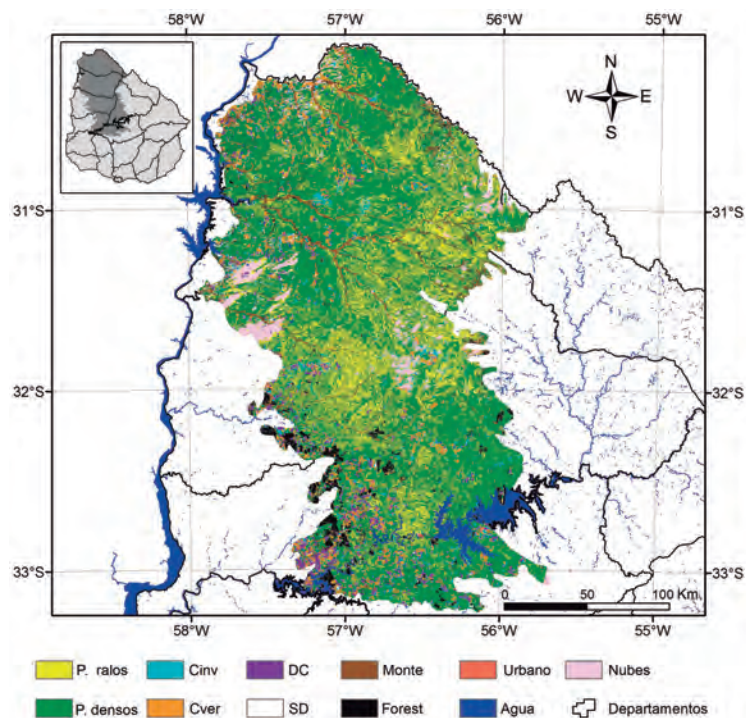 58°W 57°W 56°W 55°W
N
W E
S
31°S 31°S
32°S 32°S
33°S 33°S
0 50 100 Km
58°W 57°W 56°W 55°W
P. ralos Cinv DC Monte Urbano Nubes
P. densos Cver SD Forest Agua Departamentos